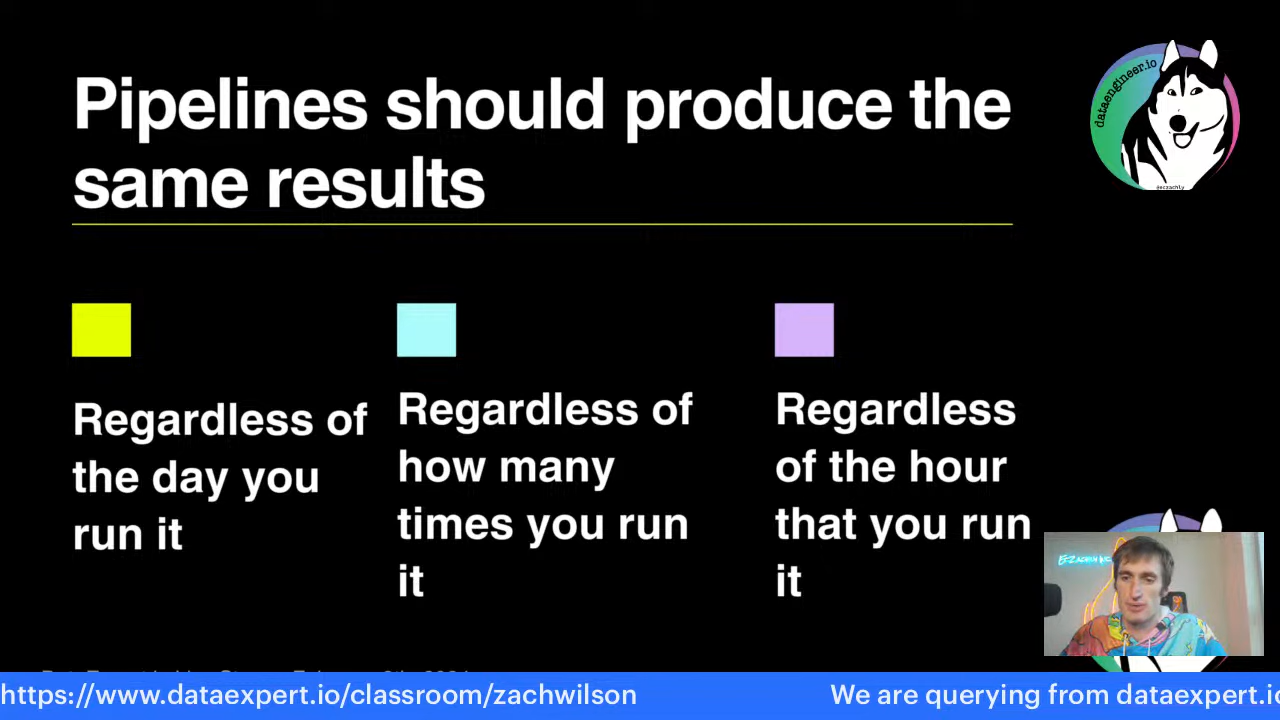 Pipelines should produce the
same results
dataengineer.io
@eczachly
Regardless of
the day you
run it
Regardless of
how many
times you run
it
Regardless
of the hour
that you run
it
https://www.dataexpert.io/classroom/zachwilson
We are querying from dataexpert.io